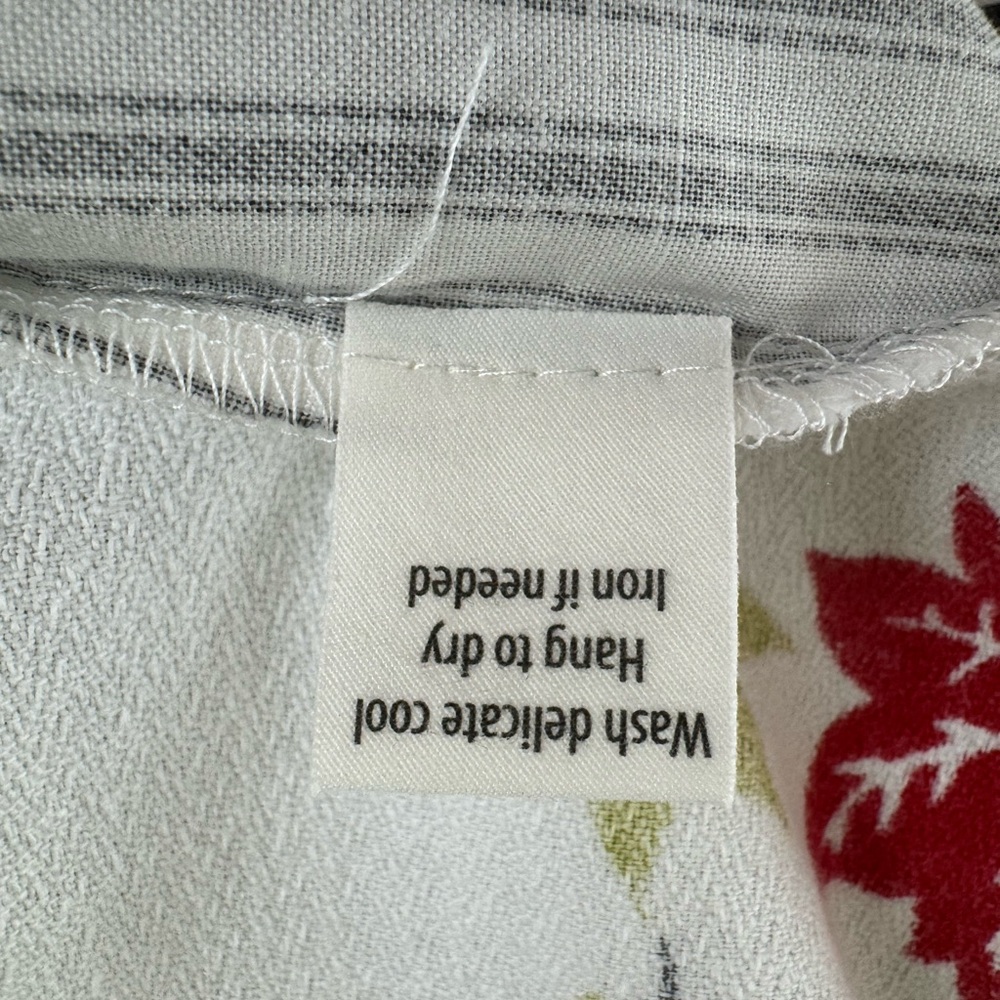 Wash delicate cool
Hang to dry
Iron if needed